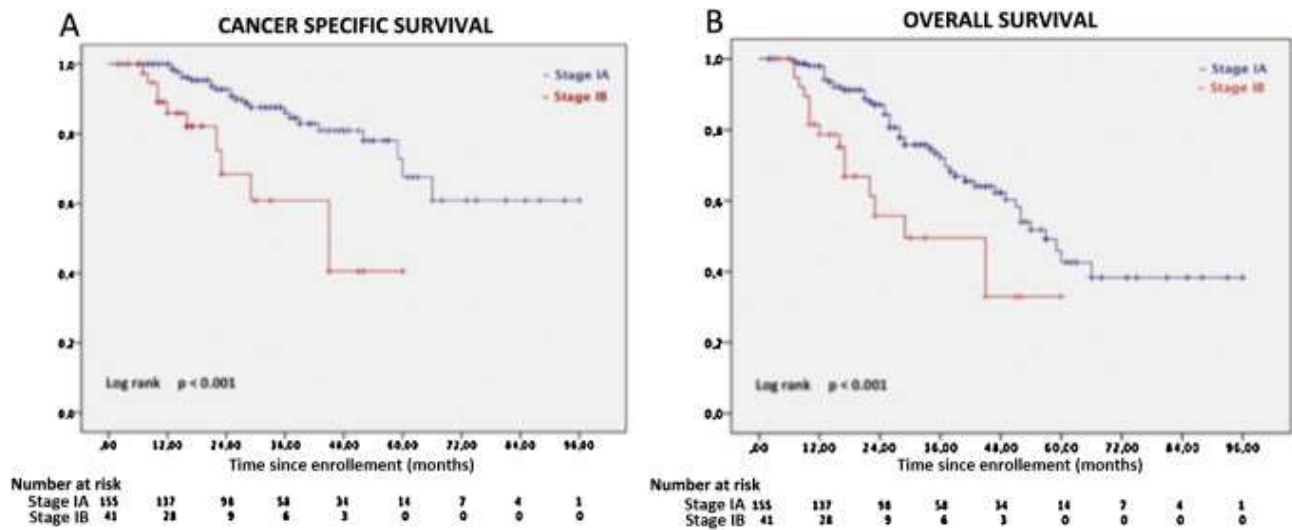 A CANCER SPECIFIC SURVIVAL
1,0
Stage IA
Stage IB
0,8
0,6
0,4
0,2
Log rank p < 0.001
0,0
,00 12,00 24,00 36,00 48,00 60,00 72,00 84,00 96,00
Time since enrollement (months)
Number at risk
Stage IA 155 137 98 58 34 14 7 4 1
Stage IB 41 28 9 6 3 0 0 0 0
B OVERALL SURVIVAL
1,0
Stage IA
Stage IB
0,8
0,6
0,4
0,2
Log rank p < 0.001
0,0
,00 12,00 24,00 36,00 48,00 60,00 72,00 84,00 96,00
Time since enrollement (months)
Number at risk
Stage IA 155 137 98 58 34 14 7 4 1
Stage IB 41 28 9 6 3 0 0 0 0